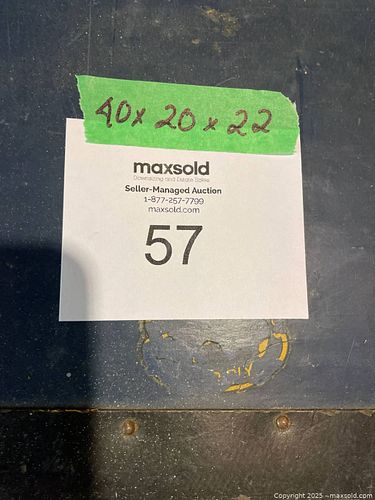 40x 20 x 22
maxsold
Downsizing and Estate Sales
Seller-Managed Auction
1-877-257-7799
maxsold.com
57
Copyright 2025 ~maxsold.com